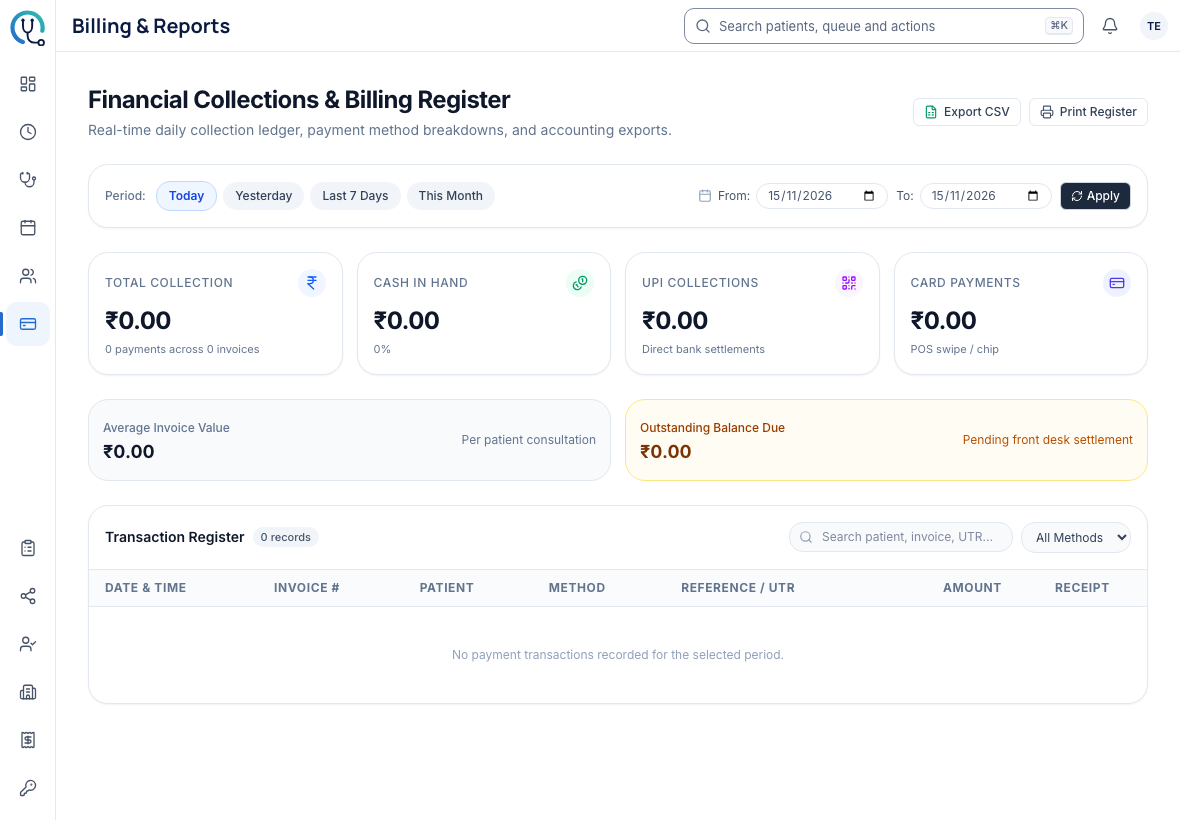 Billing & Reports
Search patients, queue and actions
⌘K
TE
Financial Collections & Billing Register
Real-time daily collection ledger, payment method breakdowns, and accounting exports.
Export CSV
Print Register
Period:
Today
Yesterday
Last 7 Days
This Month
From:
15/11/2026
To:
15/11/2026
Apply
TOTAL COLLECTION
₹0.00
0 payments across 0 invoices
CASH IN HAND
₹0.00
0%
UPI COLLECTIONS
₹0.00
Direct bank settlements
CARD PAYMENTS
₹0.00
POS swipe / chip
Average Invoice Value
₹0.00
Per patient consultation
Outstanding Balance Due
₹0.00
Pending front desk settlement
Transaction Register
0 records
Search patient, invoice, UTR...
All Methods
DATE & TIME
INVOICE #
PATIENT
METHOD
REFERENCE / UTR
AMOUNT
RECEIPT
No payment transactions recorded for the selected period.